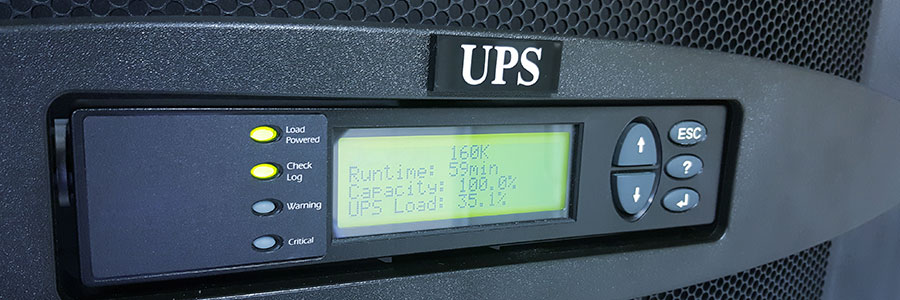 UPS
Load
Powered
Check
Log
Warning
Critical
160K
Runtime: 59min
Capacity: 100.0%
UPS Load: 35.1%
ESC
?